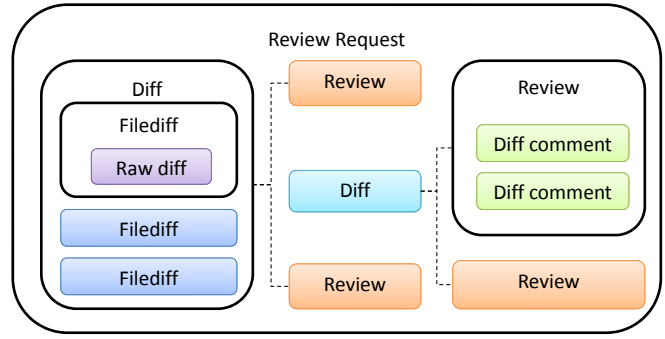 Review Request
Diff
Filediff
Raw diff
Filediff
Filediff
Review
Diff
Review
Review
Diff comment
Diff comment
Review